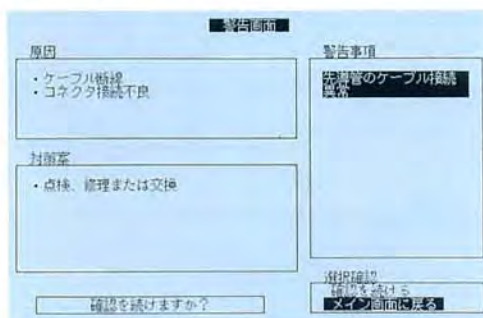 警告画面
原因
・ケーブル断線
・コネクタ接続不良
警告事項
先導管のケーブル接続
異常
対策案
・点検、修理または交換
選択確認
確認を続ける
メイン画面に戻る
確認を続けますか?